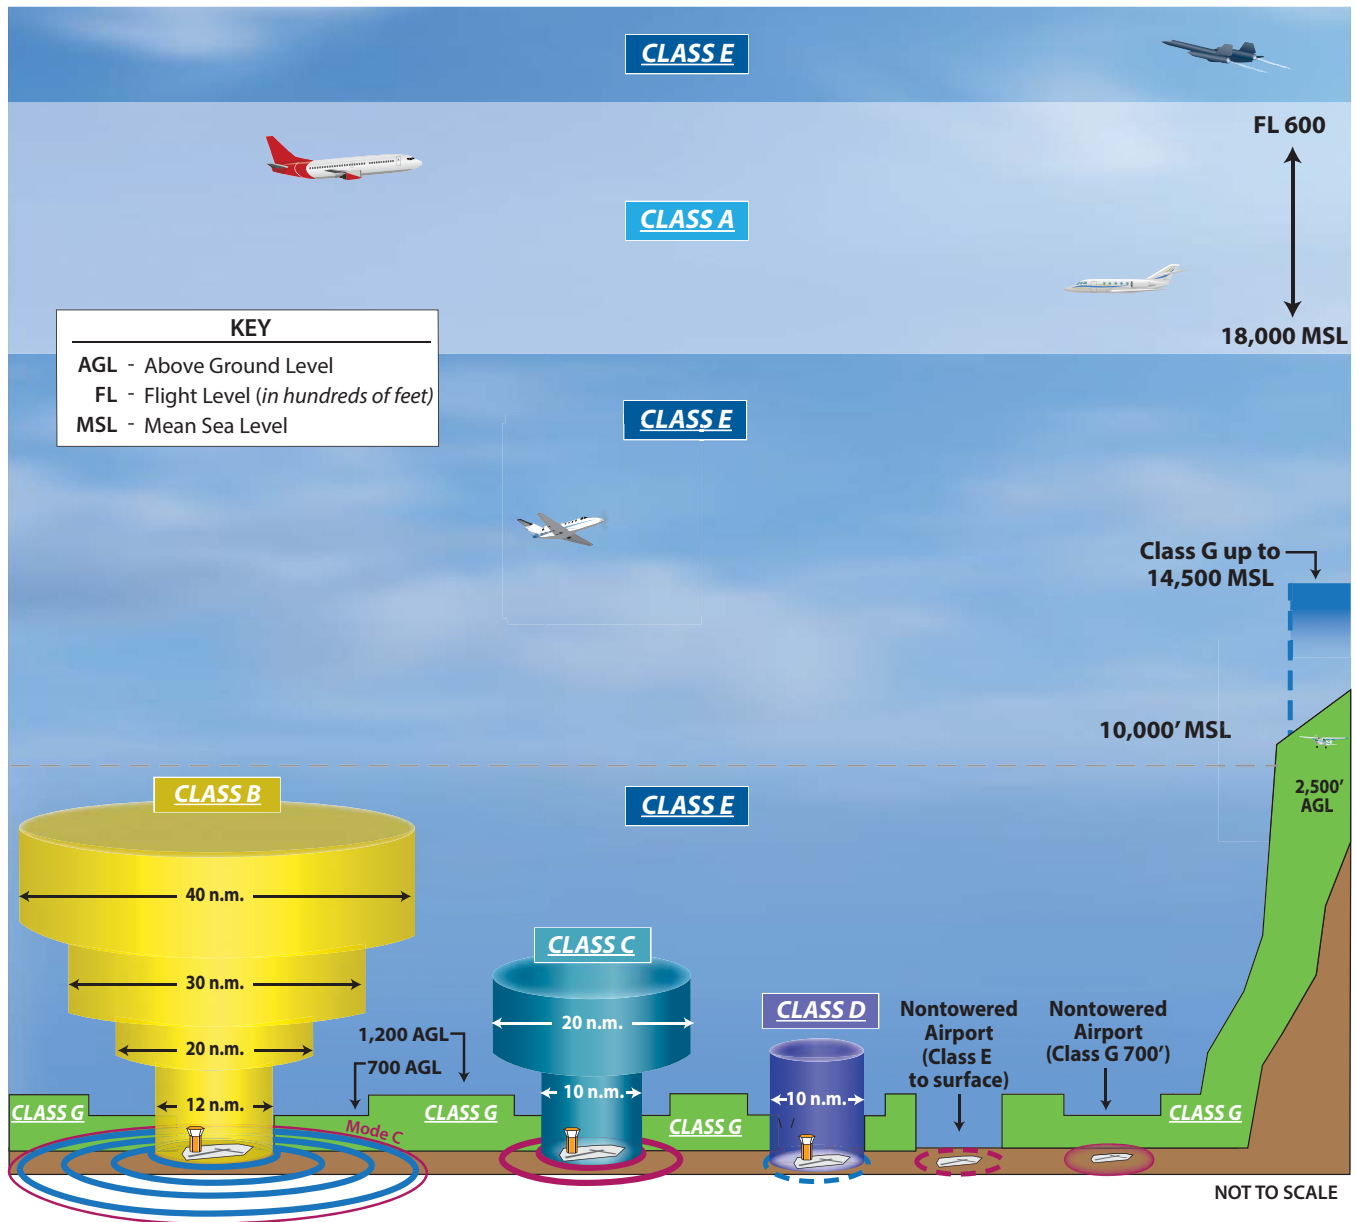 CLASS E
FL 600
CLASS A
18,000 MSL
KEY
AGL - Above Ground Level
FL - Flight Level (in hundreds of feet)
MSL - Mean Sea Level
CLASS E
Class G up to
14,500 MSL
10,000’ MSL
2,500’
AGL
CLASS B
CLASS E
40 n.m.
30 n.m.
20 n.m.
12 n.m.
1,200 AGL
700 AGL
CLASS C
20 n.m.
10 n.m.
CLASS D
10 n.m.
Nontowered
Airport
(Class E
to surface)
Nontowered
Airport
(Class G 700’)
CLASS G
CLASS G
CLASS G
CLASS G
Mode C
NOT TO SCALE